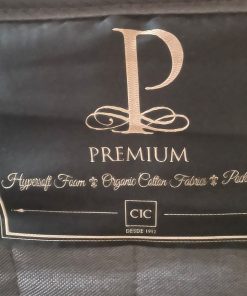 P
PREMIUM
Hypersoft Foam ⚜ Organic Cotton Fabrics ⚜
CIC
DESDE